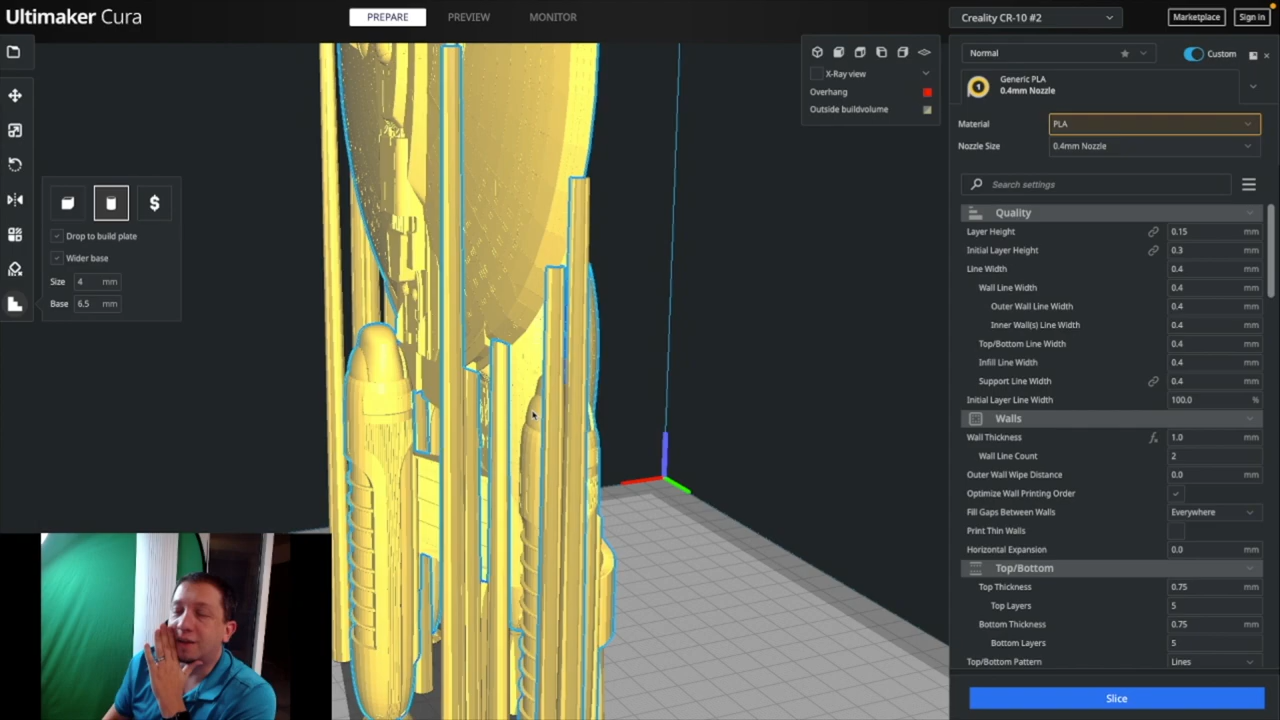 Ultimaker Cura
PREPARE
PREVIEW
MONITOR
Creality CR-10 #2
Marketplace
Sign In
X-Ray view
Overhang
Outside buildvolume
Normal
Custom
1
Generic PLA
0.4mm Nozzle
Material
PLA
Nozzle Size
0.4mm Nozzle
Search settings
Quality
Layer Height 0.15 mm
Initial Layer Height 0.3 mm
Line Width 0.4 mm
Wall Line Width 0.4 mm
Outer Wall Line Width 0.4 mm
Inner Wall(s) Line Width 0.4 mm
Top/Bottom Line Width 0.4 mm
Infill Line Width 0.4 mm
Support Line Width 0.4 mm
Initial Layer Line Width 100.0 %
Walls
Wall Thickness fx 1.0 mm
Wall Line Count 2
Outer Wall Wipe Distance 0.0 mm
Optimize Wall Printing Order
Fill Gaps Between Walls Everywhere
Print Thin Walls
Horizontal Expansion 0.0 mm
Top/Bottom
Top Thickness 0.75 mm
Top Layers 5
Bottom Thickness 0.75 mm
Bottom Layers 5
Top/Bottom Pattern Lines
Slice
$
Drop to build plate
Wider base
Size 4 mm
Base 6.5 mm